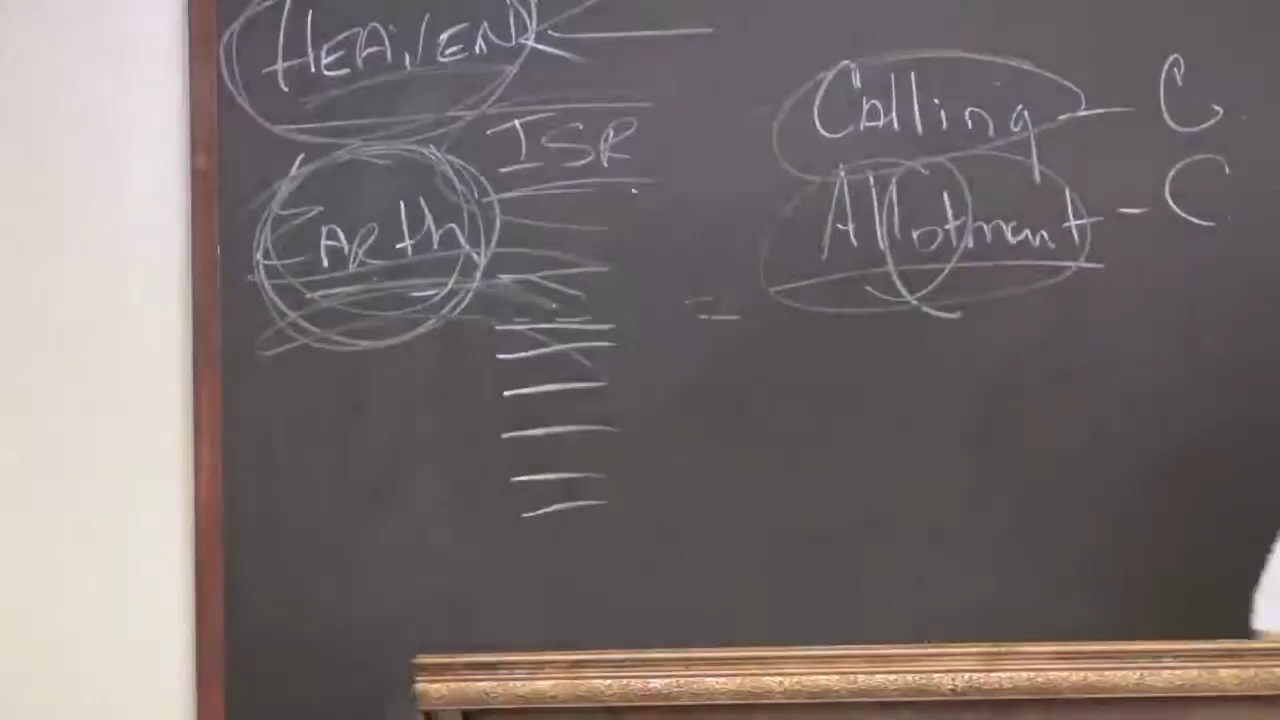 HEAVEN
ISR
EARth
Calling - C
Allotment - C
=